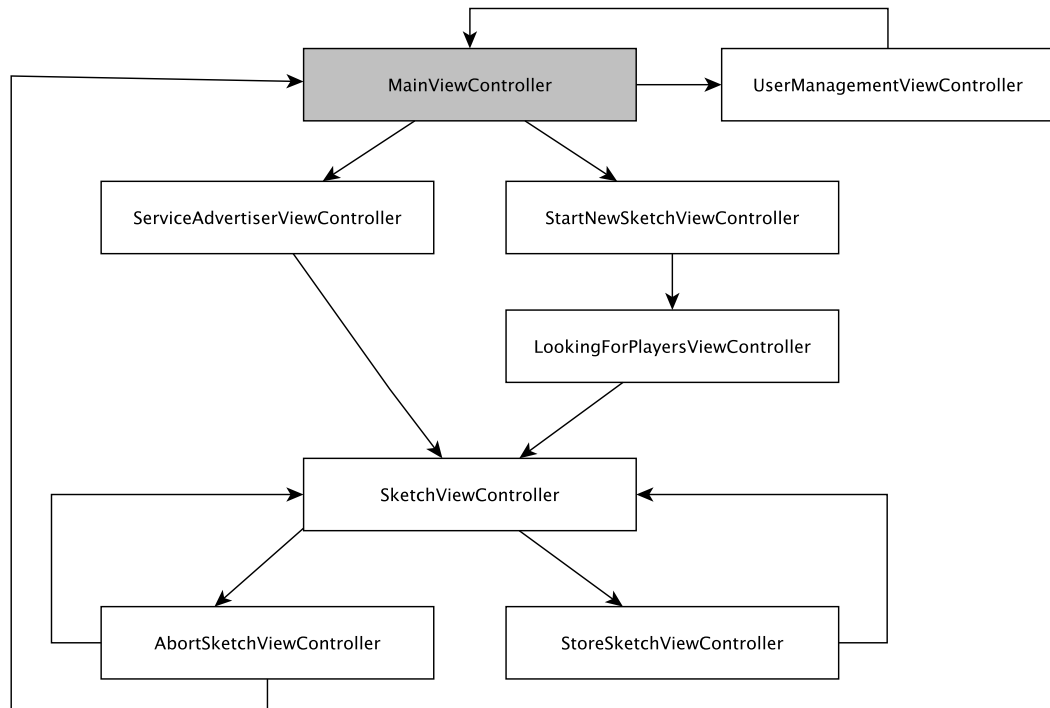 MainViewController
UserManagementViewController
ServiceAdvertiserViewController
StartNewSketchViewController
LookingForPlayersViewController
SketchViewController
AbortSketchViewController
StoreSketchViewController